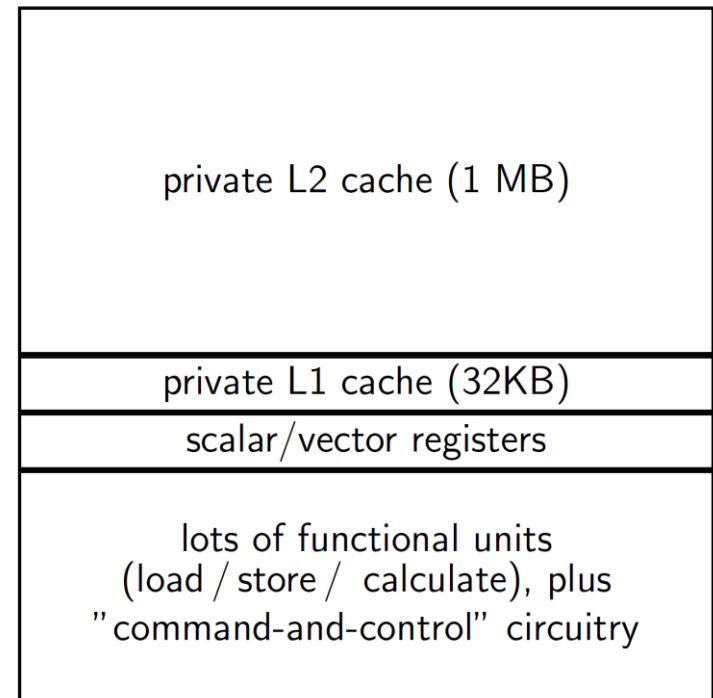 private L2 cache (1 MB)
private L1 cache (32KB)
scalar/vector registers
lots of functional units
(load / store / calculate), plus
”command-and-control” circuitry